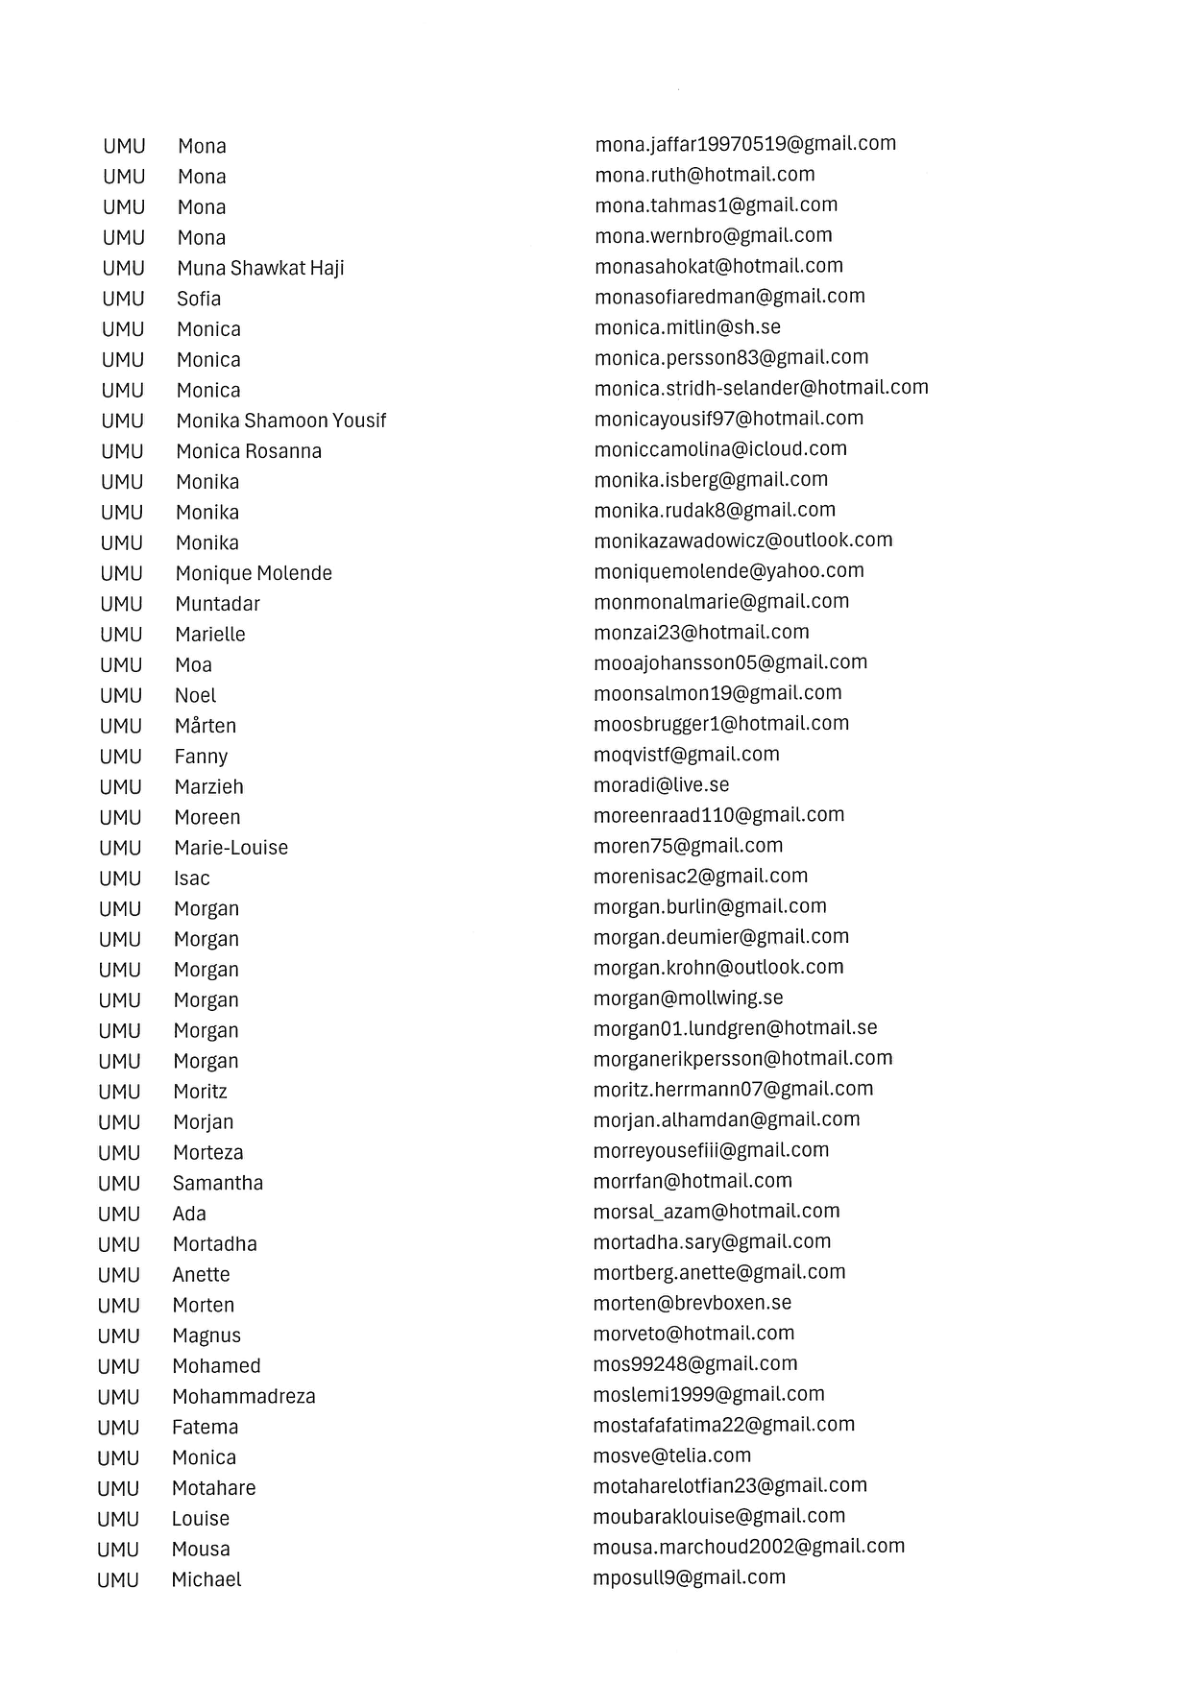 UMU Mona mona.jaffar19970519@gmail.com
UMU Mona mona.ruth@hotmail.com
UMU Mona mona.tahmas1@gmail.com
UMU Mona mona.wernbro@gmail.com
UMU Muna Shawkat Haji monasahokat@hotmail.com
UMU Sofia monasofiaredman@gmail.com
UMU Monica monica.mitlin@sh.se
UMU Monica monica.persson83@gmail.com
UMU Monica monica.stridh-selander@hotmail.com
UMU Monika Shamoon Yousif monicayousif97@hotmail.com
UMU Monica Rosanna moniccamolina@icloud.com
UMU Monika monika.isberg@gmail.com
UMU Monika monika.rudak8@gmail.com
UMU Monika monikazawadowicz@outlook.com
UMU Monique Molende moniquemolende@yahoo.com
UMU Muntadar monmonalmarie@gmail.com
UMU Marielle monzai23@hotmail.com
UMU Moa mooajohansson05@gmail.com
UMU Noel moonsalmon19@gmail.com
UMU Mårten moosbrugger1@hotmail.com
UMU Fanny moqvistf@gmail.com
UMU Marzieh moradi@live.se
UMU Moreen moreenraad110@gmail.com
UMU Marie-Louise moren75@gmail.com
UMU Isac morenisac2@gmail.com
UMU Morgan morgan.burlin@gmail.com
UMU Morgan morgan.deumier@gmail.com
UMU Morgan morgan.krohn@outlook.com
UMU Morgan morgan@mollwing.se
UMU Morgan morgan01.lundgren@hotmail.se
UMU Morgan morganerikpersson@hotmail.com
UMU Moritz moritz.herrmann07@gmail.com
UMU Morjan morjan.alhamdan@gmail.com
UMU Morteza morreyousefiii@gmail.com
UMU Samantha morrfan@hotmail.com
UMU Ada morsal_azam@hotmail.com
UMU Mortadha mortadha.sary@gmail.com
UMU Anette mortberg.anette@gmail.com
UMU Morten morten@brevboxen.se
UMU Magnus morveto@hotmail.com
UMU Mohamed mos99248@gmail.com
UMU Mohammadreza moslemi1999@gmail.com
UMU Fatema mostafafatima22@gmail.com
UMU Monica mosve@telia.com
UMU Motahare motaharelotfian23@gmail.com
UMU Louise moubaraklouise@gmail.com
UMU Mousa mousa.marchoud2002@gmail.com
UMU Michael mposull9@gmail.com